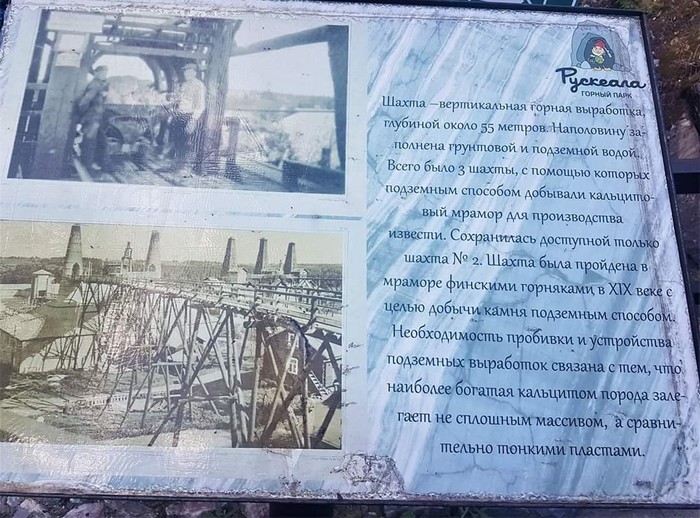 Рускеала
ГОРНЫЙ ПАРК
Шахта –вертикальная горная выработка,
глубиной около 55 метров. Наполовину за-
полнена грунтовой и подземной водой.
Всего было 3 шахты, с помощью которых
подземным способом добывали кальцито-
вый мрамор для производства
извести. Сохранилась доступной только
шахта № 2. Шахта была пройдена в
мраморе финскими горняками в XIX веке с
целью добычи камня подземным способом.
Необходимость пробивки и устройства
подземных выработок связана с тем, что
наиболее богатая кальцитом порода зале-
гает не сплошным массивом, а сравни-
тельно тонкими пластами.